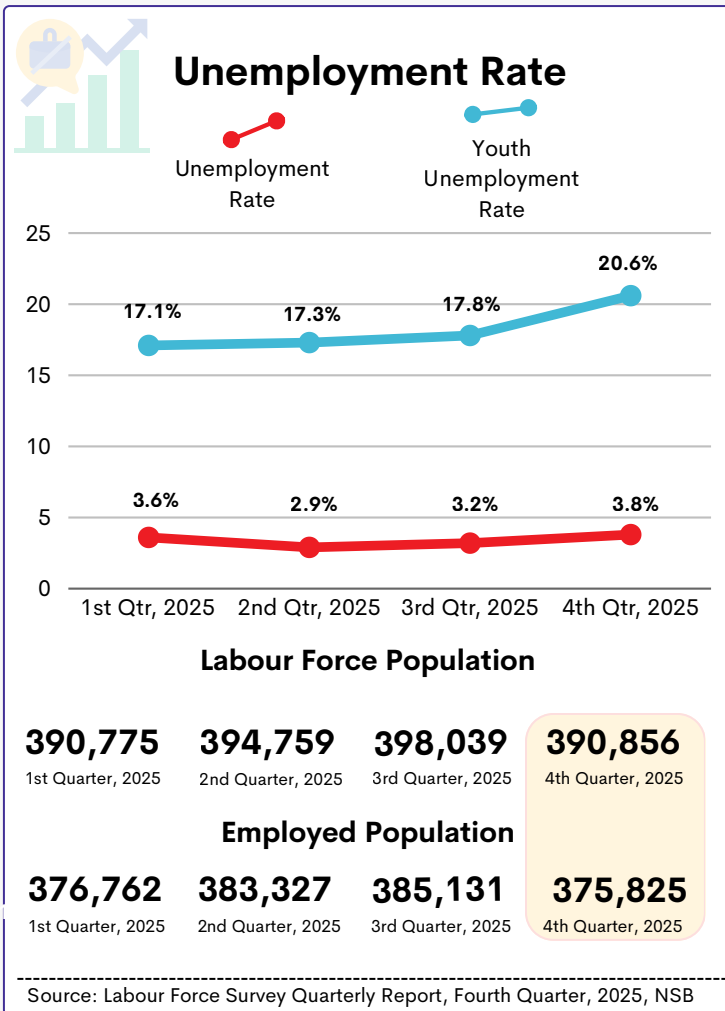 Unemployment Rate
Unemployment
Rate
Youth
Unemployment
Rate
25
20
15
10
5
0
17.1%
17.3%
17.8%
20.6%
3.6%
2.9%
3.2%
3.8%
1st Qtr, 2025 2nd Qtr, 2025 3rd Qtr, 2025 4th Qtr, 2025
Labour Force Population
390,775 394,759 398,039 390,856
1st Quarter, 2025 2nd Quarter, 2025 3rd Quarter, 2025 4th Quarter, 2025
Employed Population
376,762 383,327 385,131 375,825
1st Quarter, 2025 2nd Quarter, 2025 3rd Quarter, 2025 4th Quarter, 2025
Source: Labour Force Survey Quarterly Report, Fourth Quarter, 2025, NSB